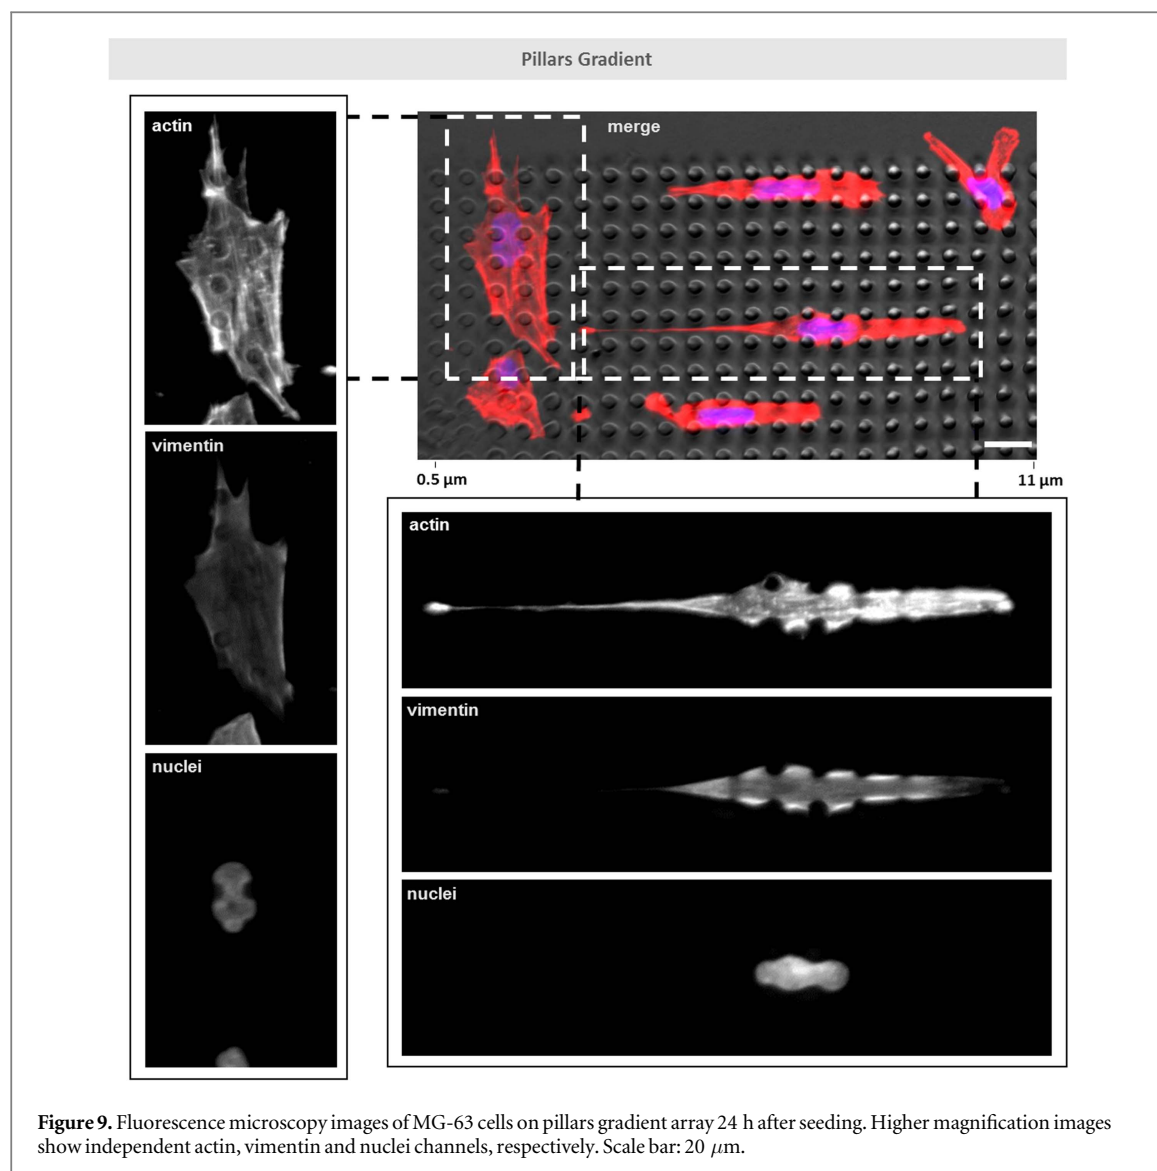 Pillars Gradient
actin
merge
vimentin
0.5 μm
11 μm
actin
vimentin
nuclei
nuclei
Figure 9. Fluorescence microscopy images of MG-63 cells on pillars gradient array 24 h after seeding. Higher magnification images
show independent actin, vimentin and nuclei channels, respectively. Scale bar: 20 μm.